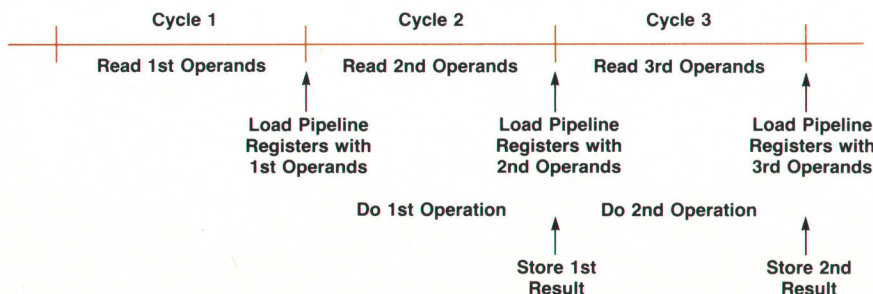 Cycle 1 Cycle 2 Cycle 3
Read 1st Operands Read 2nd Operands Read 3rd Operands
Load Pipeline Load Pipeline Load Pipeline
Registers with Registers with Registers with
1st Operands 2nd Operands 3rd Operands
Do 1st Operation Do 2nd Operation
Store 1st Store 2nd
Result Result